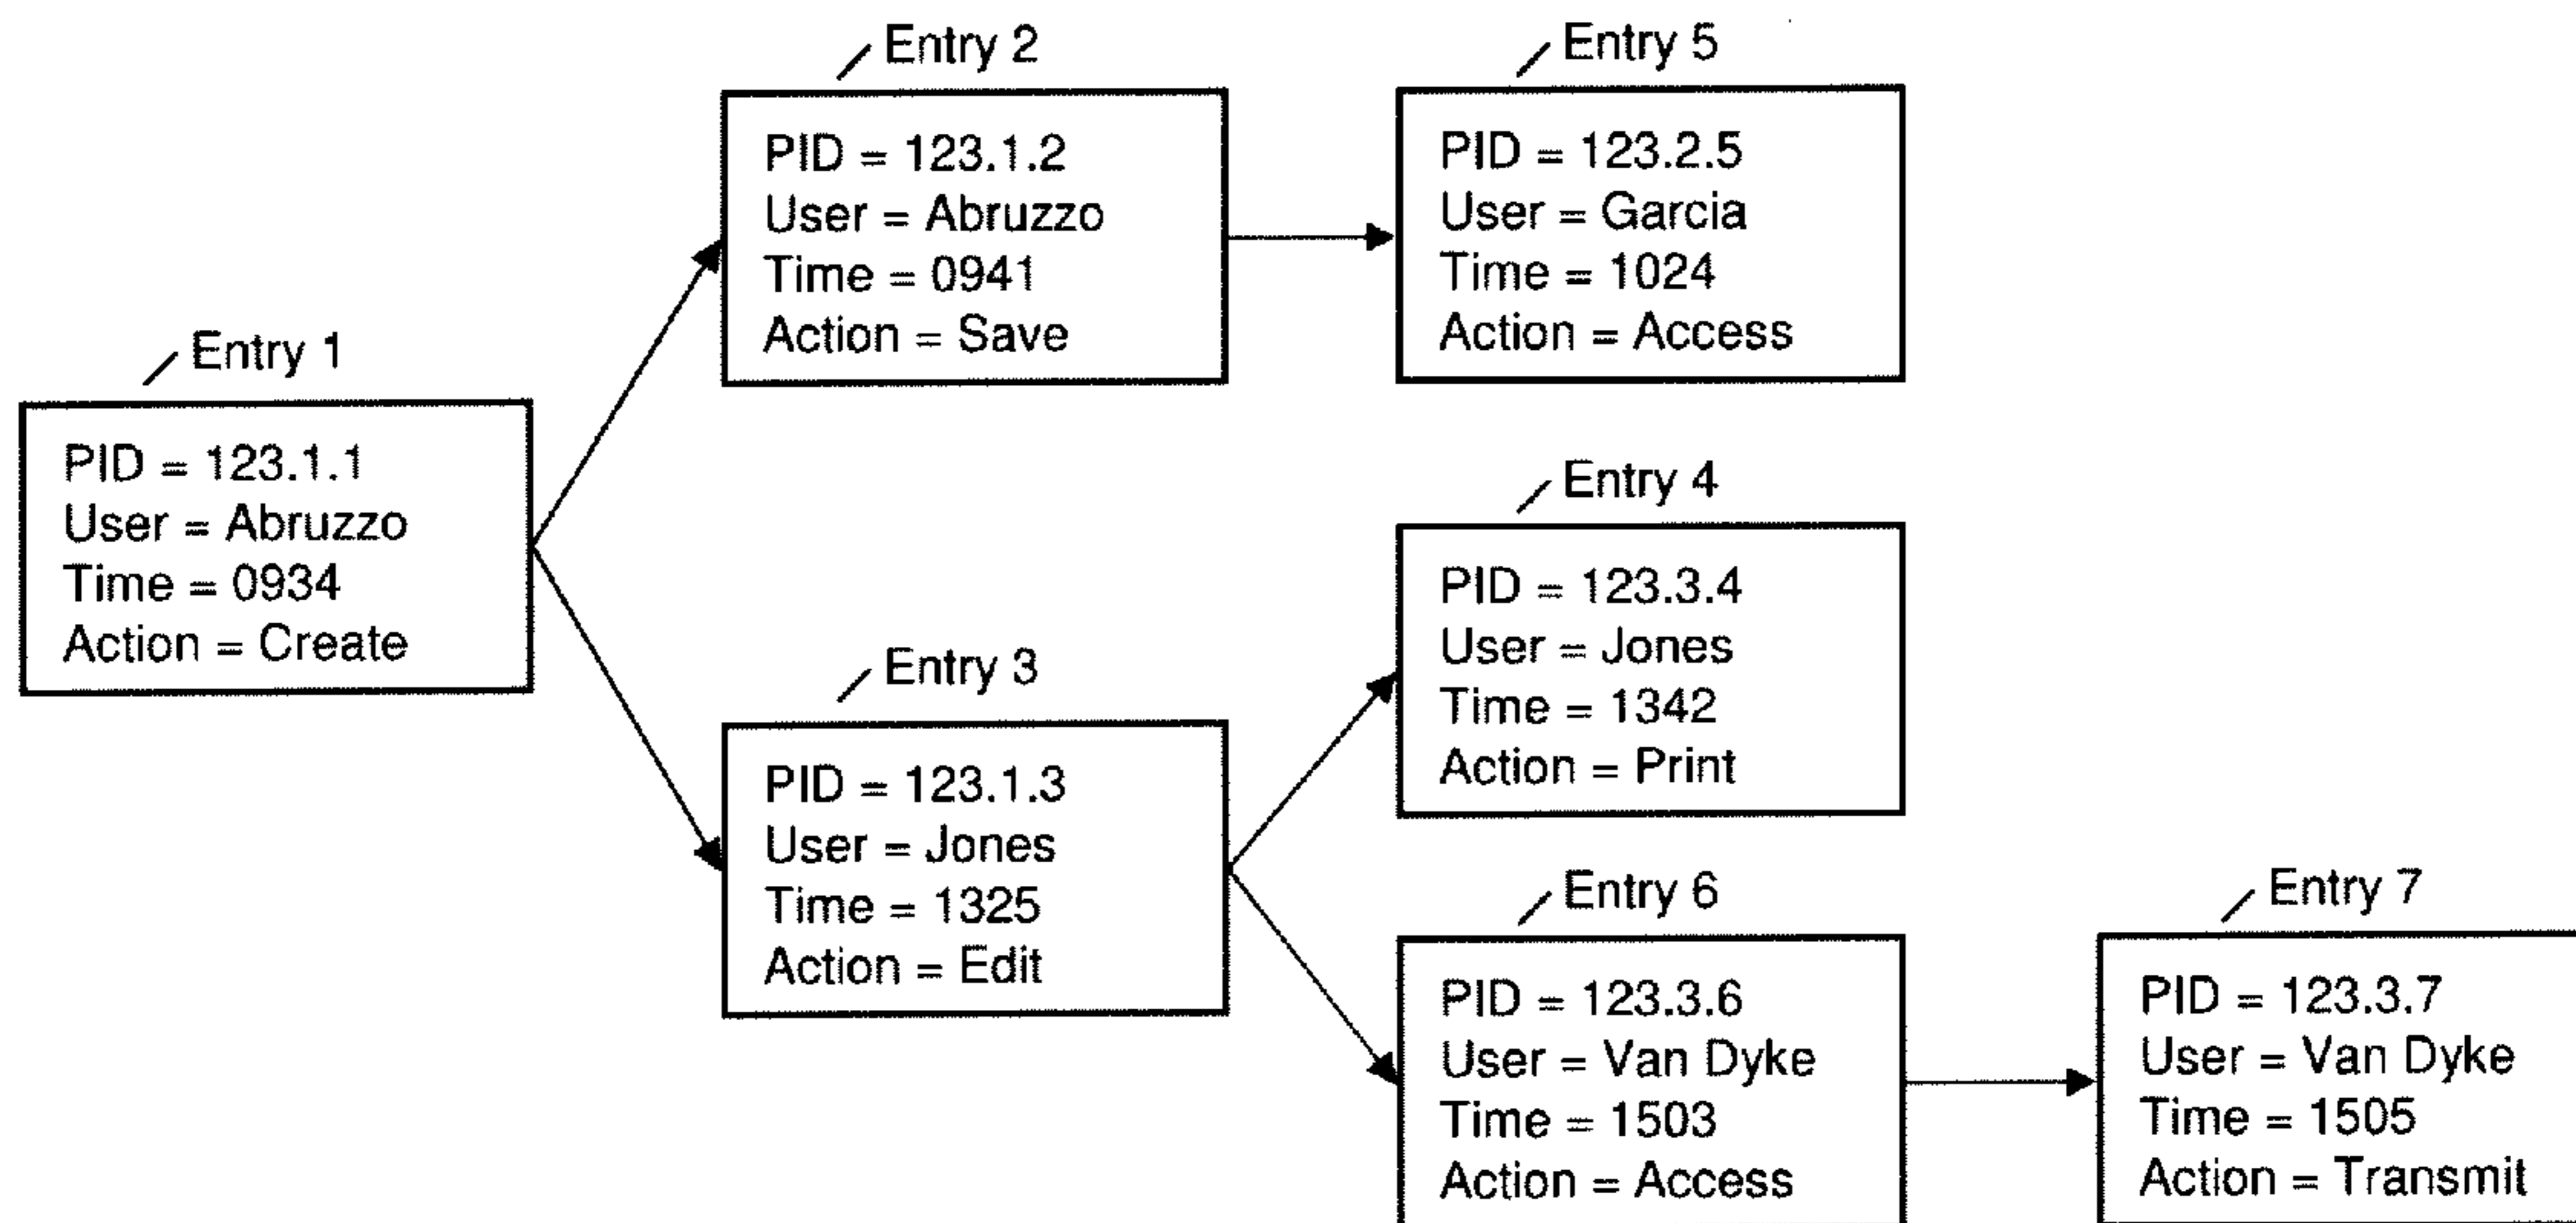 Entry 1
PID = 123.1.1
User = Abruzzo
Time = 0934
Action = Create
Entry 2
PID = 123.1.2
User = Abruzzo
Time = 0941
Action = Save
Entry 5
PID = 123.2.5
User = Garcia
Time = 1024
Action = Access
Entry 3
PID = 123.1.3
User = Jones
Time = 1325
Action = Edit
Entry 4
PID = 123.3.4
User = Jones
Time = 1342
Action = Print
Entry 6
PID = 123.3.6
User = Van Dyke
Time = 1503
Action = Access
Entry 7
PID = 123.3.7
User = Van Dyke
Time = 1505
Action = Transmit